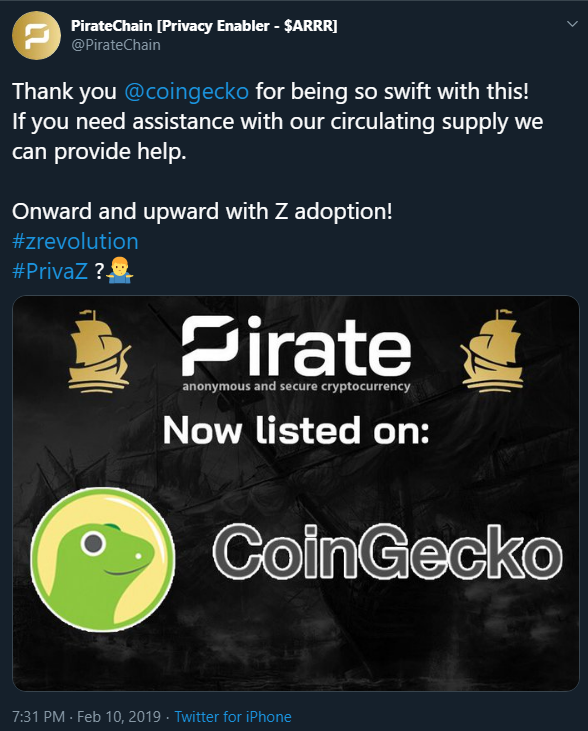 PirateChain [Privacy Enabler - $ARRR]
@PirateChain
Thank you @coingecko for being so swift with this!
If you need assistance with our circulating supply we
can provide help.
Onward and upward with Z adoption!
#zrevolution
#PrivaZ ?🤷‍♂️
Pirate
anonymous and secure cryptocurrency
Now listed on:
CoinGecko
7:31 PM · Feb 10, 2019 · Twitter for iPhone